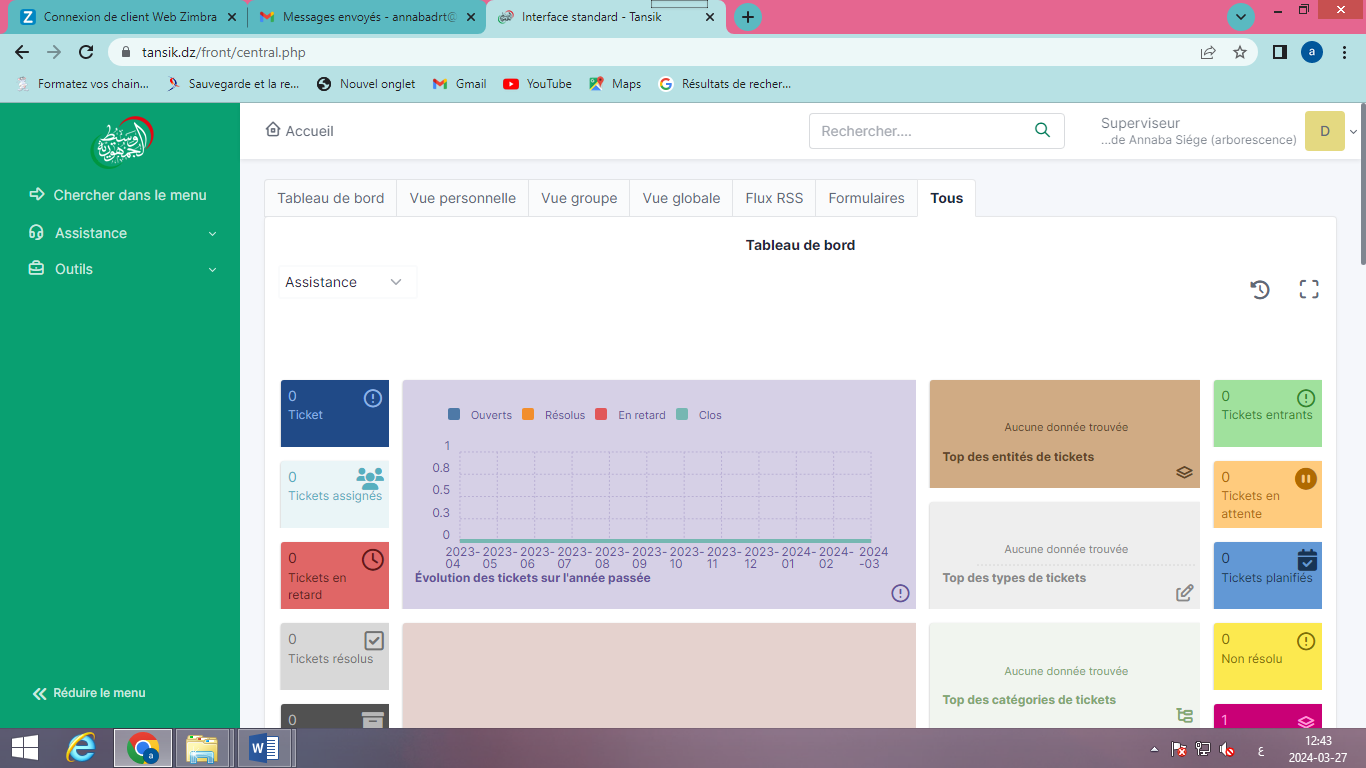 Connexion de client Web Zimbra
Messages envoyés - annabadrt@
Interface standard - Tansik
tansik.dz/front/central.php
a
Formatez vos chain...
Sauvegarde et la re...
Nouvel onglet
Gmail
YouTube
Maps
Résultats de recher...
وسيط
الجمهورية
Chercher dans le menu
Assistance
Outils
Réduire le menu
Accueil
Rechercher....
Superviseur
...de Annaba Siége (arborescence)
D
Tableau de bord
Vue personnelle
Vue groupe
Vue globale
Flux RSS
Formulaires
Tous
Tableau de bord
Assistance
0
Ticket
0
Tickets assignés
0
Tickets en
retard
0
Tickets résolus
0
Ouverts
Résolus
En retard
Clos
1
0.8
0.5
0.3
0
2023-04
2023-05
2023-06
2023-07
2023-08
2023-09
2023-10
2023-11
2023-12
2024-01
2024-02
2024-03
Évolution des tickets sur l'année passée
Aucune donnée trouvée
Top des entités de tickets
Aucune donnée trouvée
Top des types de tickets
Aucune donnée trouvée
Top des catégories de tickets
0
Tickets entrants
0
Tickets en
attente
0
Tickets planifiés
0
Non résolu
1
ع
12:43
2024-03-27